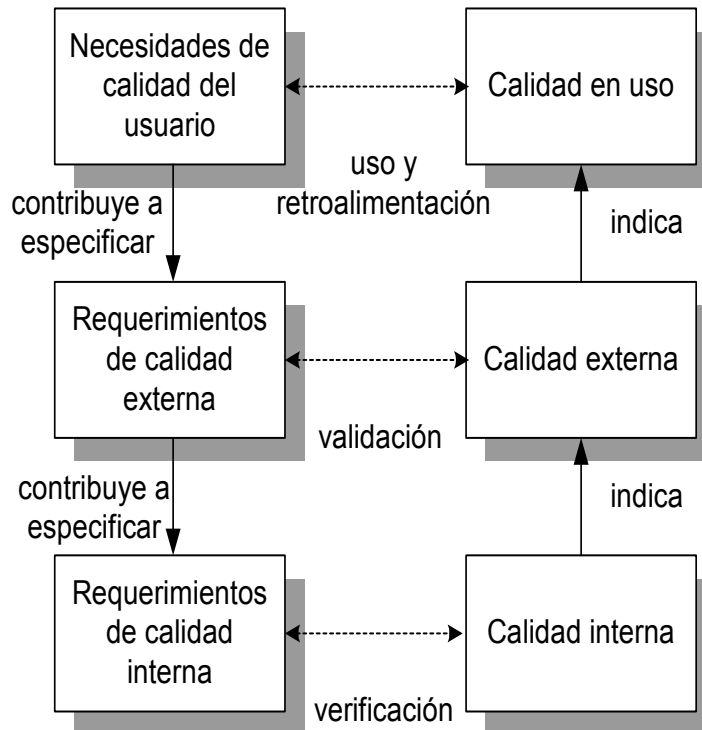 Necesidades de
calidad del
usuario
Calidad en uso
uso y
retroalimentación
contribuye a
especificar
indica
Requerimientos
de calidad
externa
Calidad externa
validación
contribuye a
especificar
indica
Requerimientos
de calidad
interna
Calidad interna
verificación